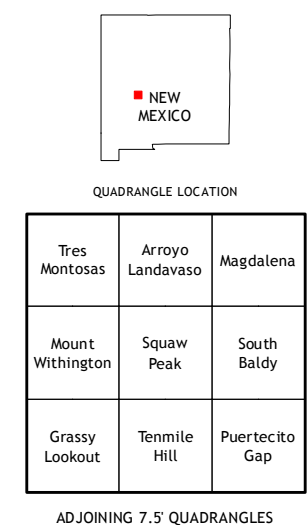 NEW
MEXICO
QUADRANGLE LOCATION
Tres
Montosas
Arroyo
Landavaso
Magdalena
Mount
Withington
Squaw
Peak
South
Baldy
Grassy
Lookout
Tenmile
Hill
Puertecito
Gap
ADJOINING 7.5' QUADRANGLES